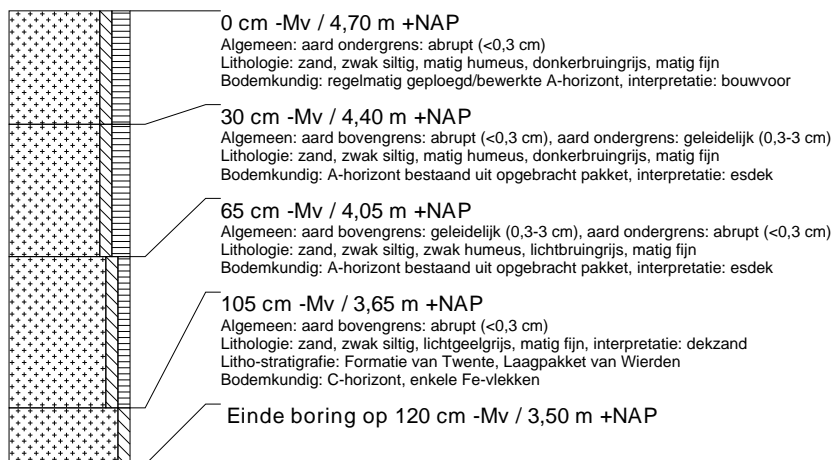 0 cm -Mv / 4,70 m +NAP
Algemeen: aard ondergrens: abrupt (<0,3 cm)
Lithologie: zand, zwak siltig, matig humeus, donkerbruingrijs, matig fijn
Bodemkundig: regelmatig geploegd/bewerkte A-horizont, interpretatie: bouwvoor
30 cm -Mv / 4,40 m +NAP
Algemeen: aard bovengrens: abrupt (<0,3 cm), aard ondergrens: geleidelijk (0,3-3 cm)
Lithologie: zand, zwak siltig, matig humeus, donkerbruingrijs, matig fijn
Bodemkundig: A-horizont bestaand uit opgebracht pakket, interpretatie: esdek
65 cm -Mv / 4,05 m +NAP
Algemeen: aard bovengrens: geleidelijk (0,3-3 cm), aard ondergrens: abrupt (<0,3 cm)
Lithologie: zand, zwak siltig, zwak humeus, lichtbruingrijs, matig fijn
Bodemkundig: A-horizont bestaand uit opgebracht pakket, interpretatie: esdek
105 cm -Mv / 3,65 m +NAP
Algemeen: aard bovengrens: abrupt (<0,3 cm)
Lithologie: zand, zwak siltig, lichtgeelgrijs, matig fijn, interpretatie: dekzand
Litho-stratigrafie: Formatie van Twente, Laagpakket van Wierden
Bodemkundig: C-horizont, enkele Fe-vlekken
Einde boring op 120 cm -Mv / 3,50 m +NAP